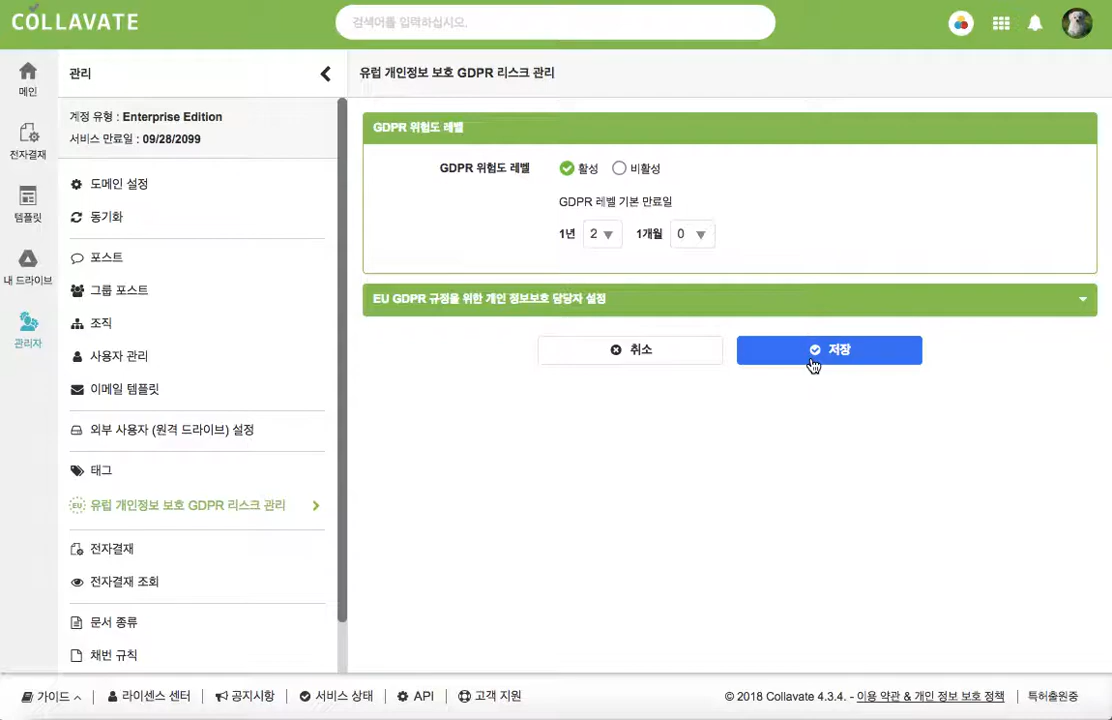 COLLAVATE
검색어를 입력하십시오.
메인
전자결재
템플릿
내 드라이브
관리자
관리
계정 유형 : Enterprise Edition
서비스 만료일 : 09/28/2099
도메인 설정
동기화
포스트
그룹 포스트
조직
사용자 관리
이메일 템플릿
외부 사용자 (원격 드라이브) 설정
태그
EU 유럽 개인정보 보호 GDPR 리스크 관리
전자결재
전자결재 조회
문서 종류
채번 규칙
유럽 개인정보 보호 GDPR 리스크 관리
GDPR 위험도 레벨
GDPR 위험도 레벨 활성 비활성
GDPR 레벨 기본 만료일
1년 2 1개월 0
EU GDPR 규정을 위한 개인 정보보호 담당자 설정
취소 저장
가이드 | 라이센스 센터 | 공지사항 | 서비스 상태 | API | 고객 지원
© 2018 Collavate 4.3.4. - 이용 약관 & 개인 정보 보호 정책 | 특허출원중